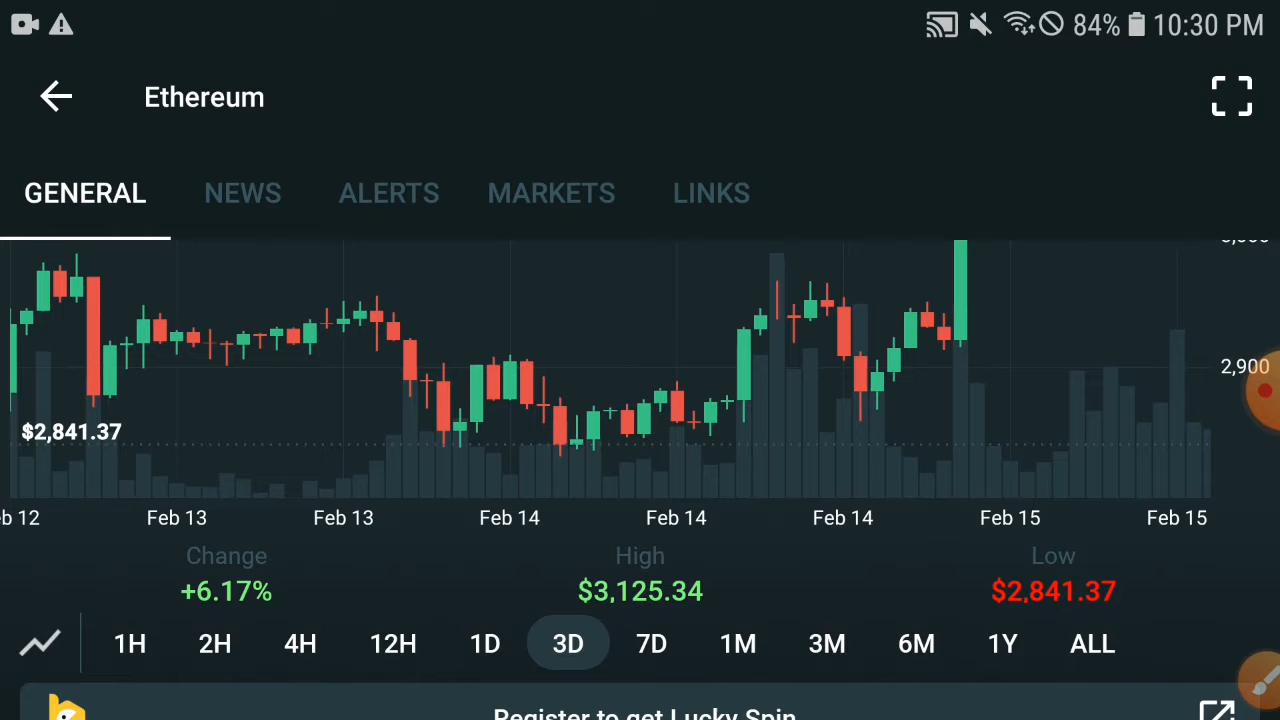 84% 10:30 PM
Ethereum
GENERAL NEWS ALERTS MARKETS LINKS
2,900
$2,841.37
eb 12 Feb 13 Feb 13 Feb 14 Feb 14 Feb 14 Feb 15 Feb 15
Change High Low
+6.17% $3,125.34 $2,841.37
1H 2H 4H 12H 1D 3D 7D 1M 3M 6M 1Y ALL
Register to get Lucky Spin